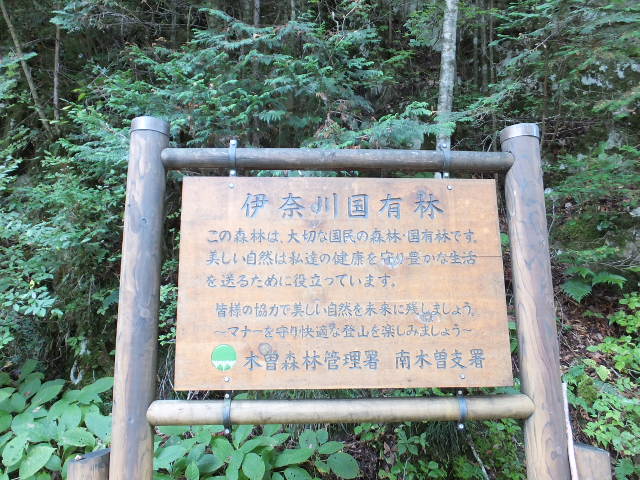 伊奈川国有林
この森林は、大切な国民の森林・国有林です。
美しい自然は私達の健康を守り豊かな生活
を送るために役立っています。
皆様の協力で美しい自然を未来に残しましょう。
～マナーを守り快適な登山を楽しみましょう～
木曽森林管理署 南木曽支署